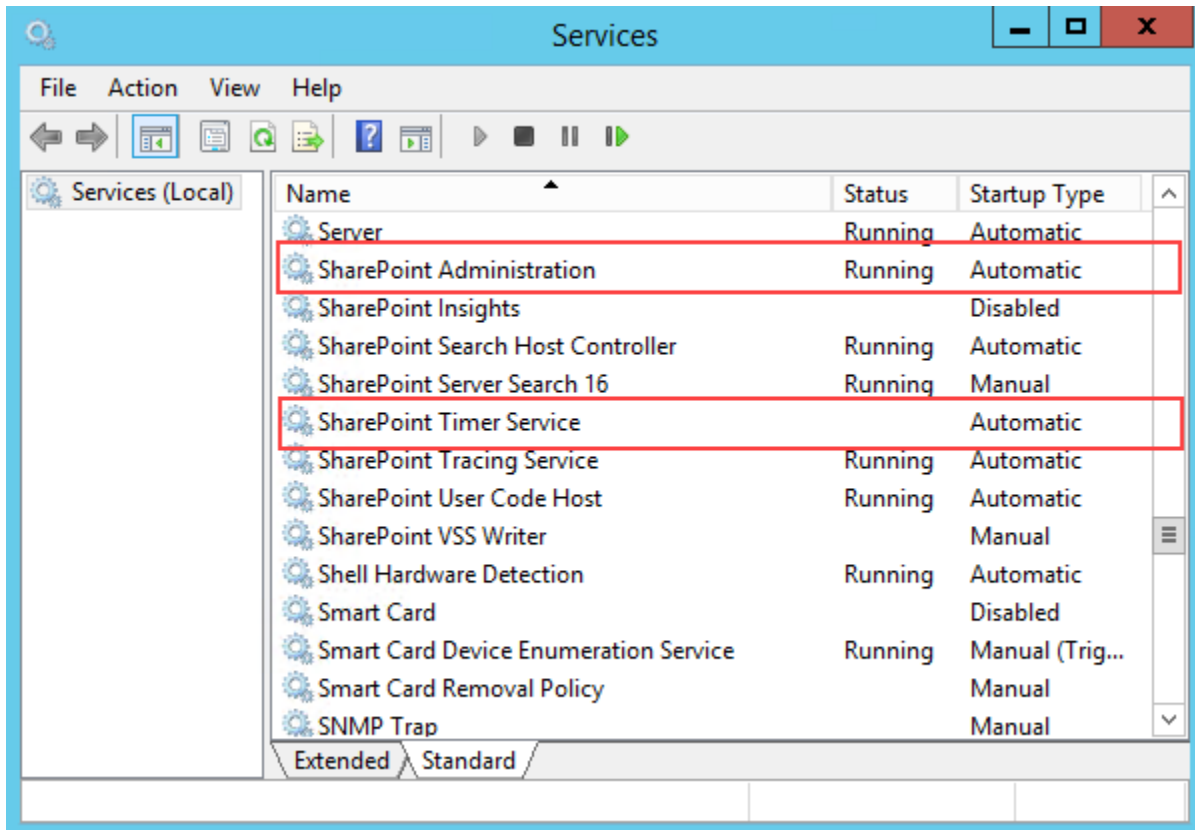 Services
File Action View Help
Services (Local)
Name Status Startup Type
Server Running Automatic
SharePoint Administration Running Automatic
SharePoint Insights Disabled
SharePoint Search Host Controller Running Automatic
SharePoint Server Search 16 Running Manual
SharePoint Timer Service Automatic
SharePoint Tracing Service Running Automatic
SharePoint User Code Host Running Automatic
SharePoint VSS Writer Manual
Shell Hardware Detection Running Automatic
Smart Card Disabled
Smart Card Device Enumeration Service Running Manual (Trig...
Smart Card Removal Policy Manual
SNMP Trap Manual
Extended Standard